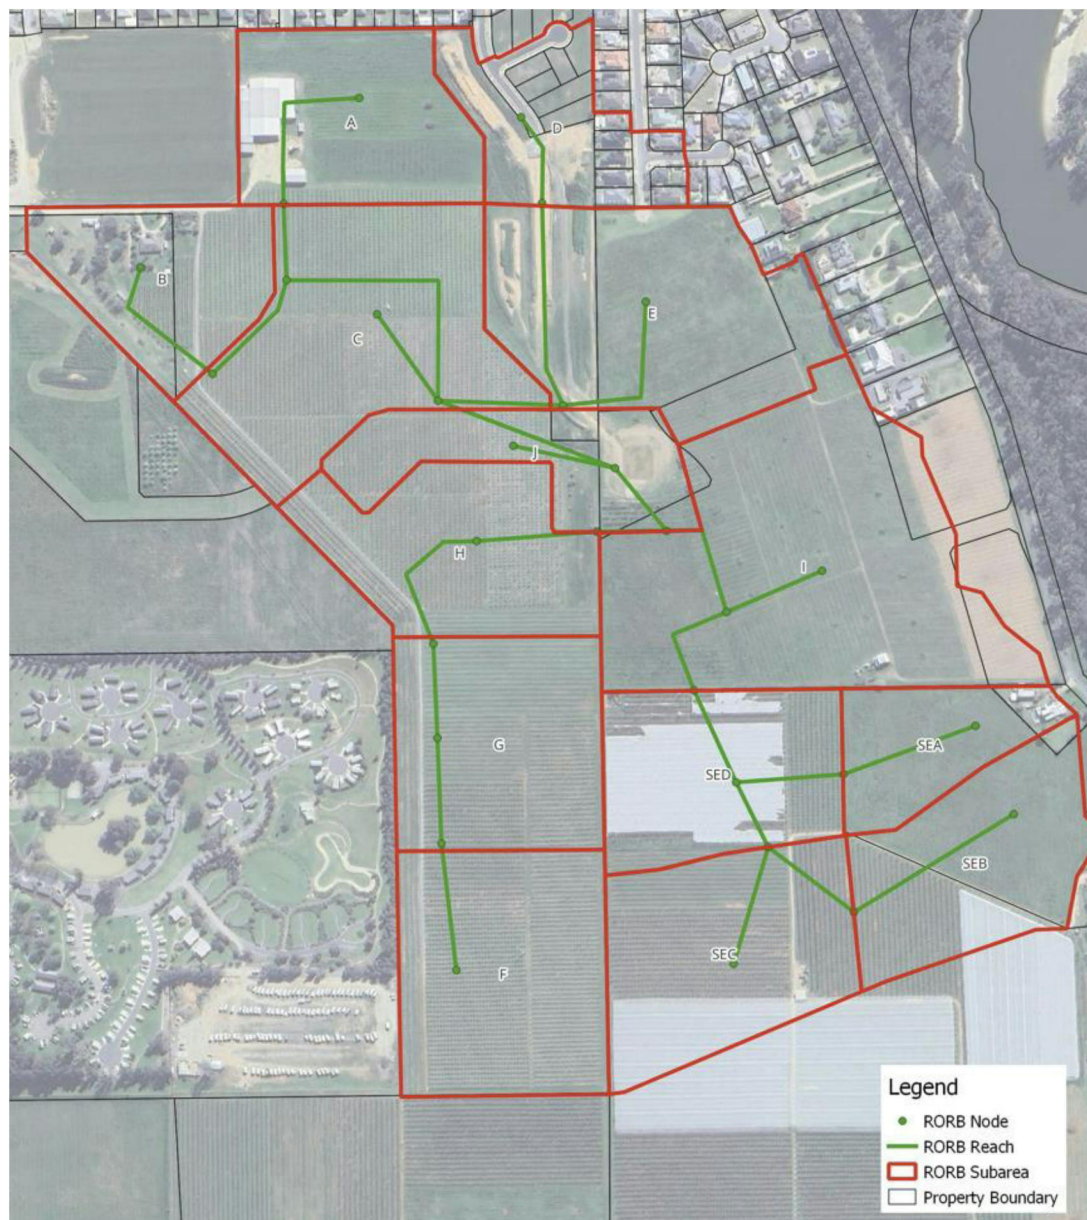 A
D
B
E
C
J
H
I
G
SEA
SED
SEB
SEC
F
Legend
RORB Node
RORB Reach
RORB Subarea
Property Boundary